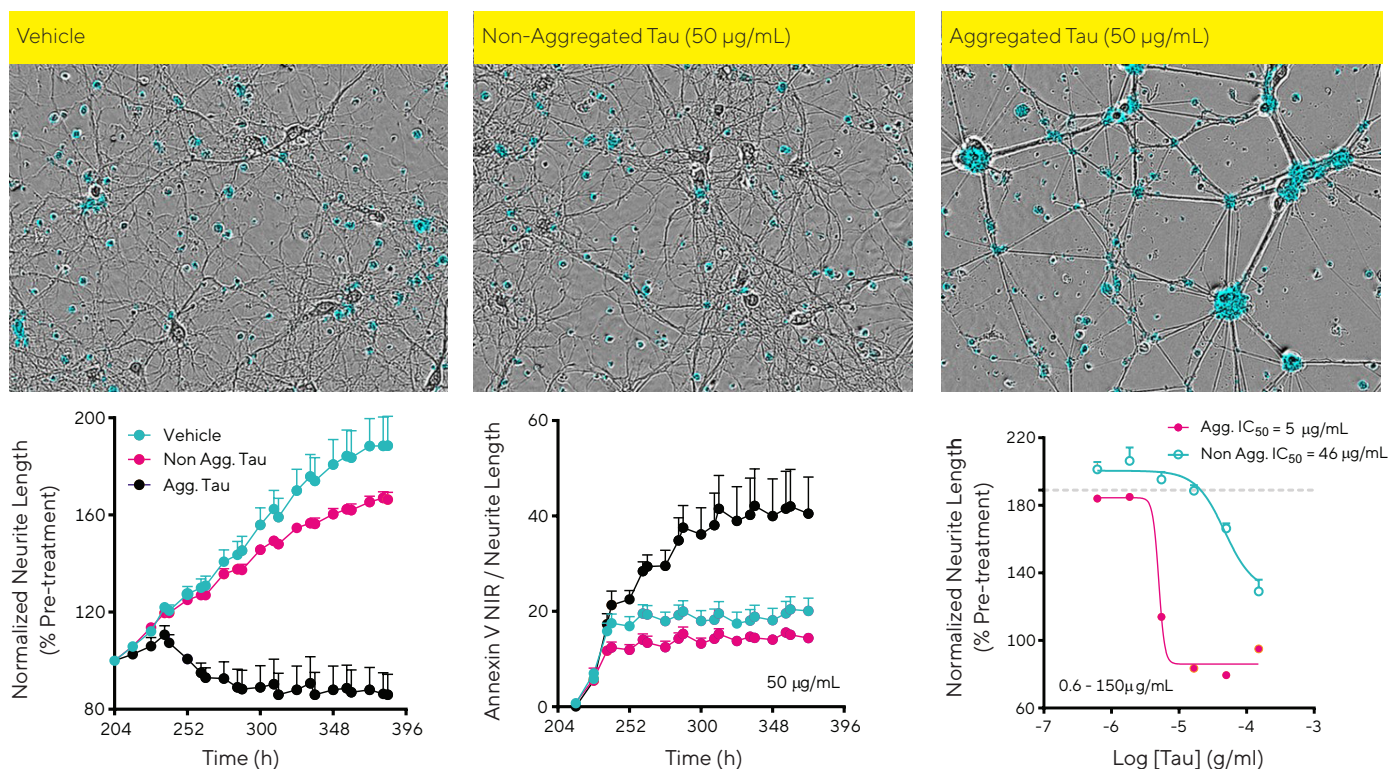 Vehicle
Non-Aggregated Tau (50 µg/mL)
Aggregated Tau (50 µg/mL)
Normalized Neurite Length
(% Pre-treatment)
200
160
120
80
Vehicle
Non Agg. Tau
Agg. Tau
204
252
300
348
396
Time (h)
Annexin V NIR / Neurite Length
60
40
20
0
50 µg/mL
204
252
300
348
396
Time (h)
Normalized Neurite Length
(% Pre-treatment)
220
180
140
100
60
Agg. IC50 = 5 µg/mL
Non Agg. IC50 = 46 µg/mL
0.6 - 150µg/mL
-7
-6
-5
-4
-3
Log [Tau] (g/ml)